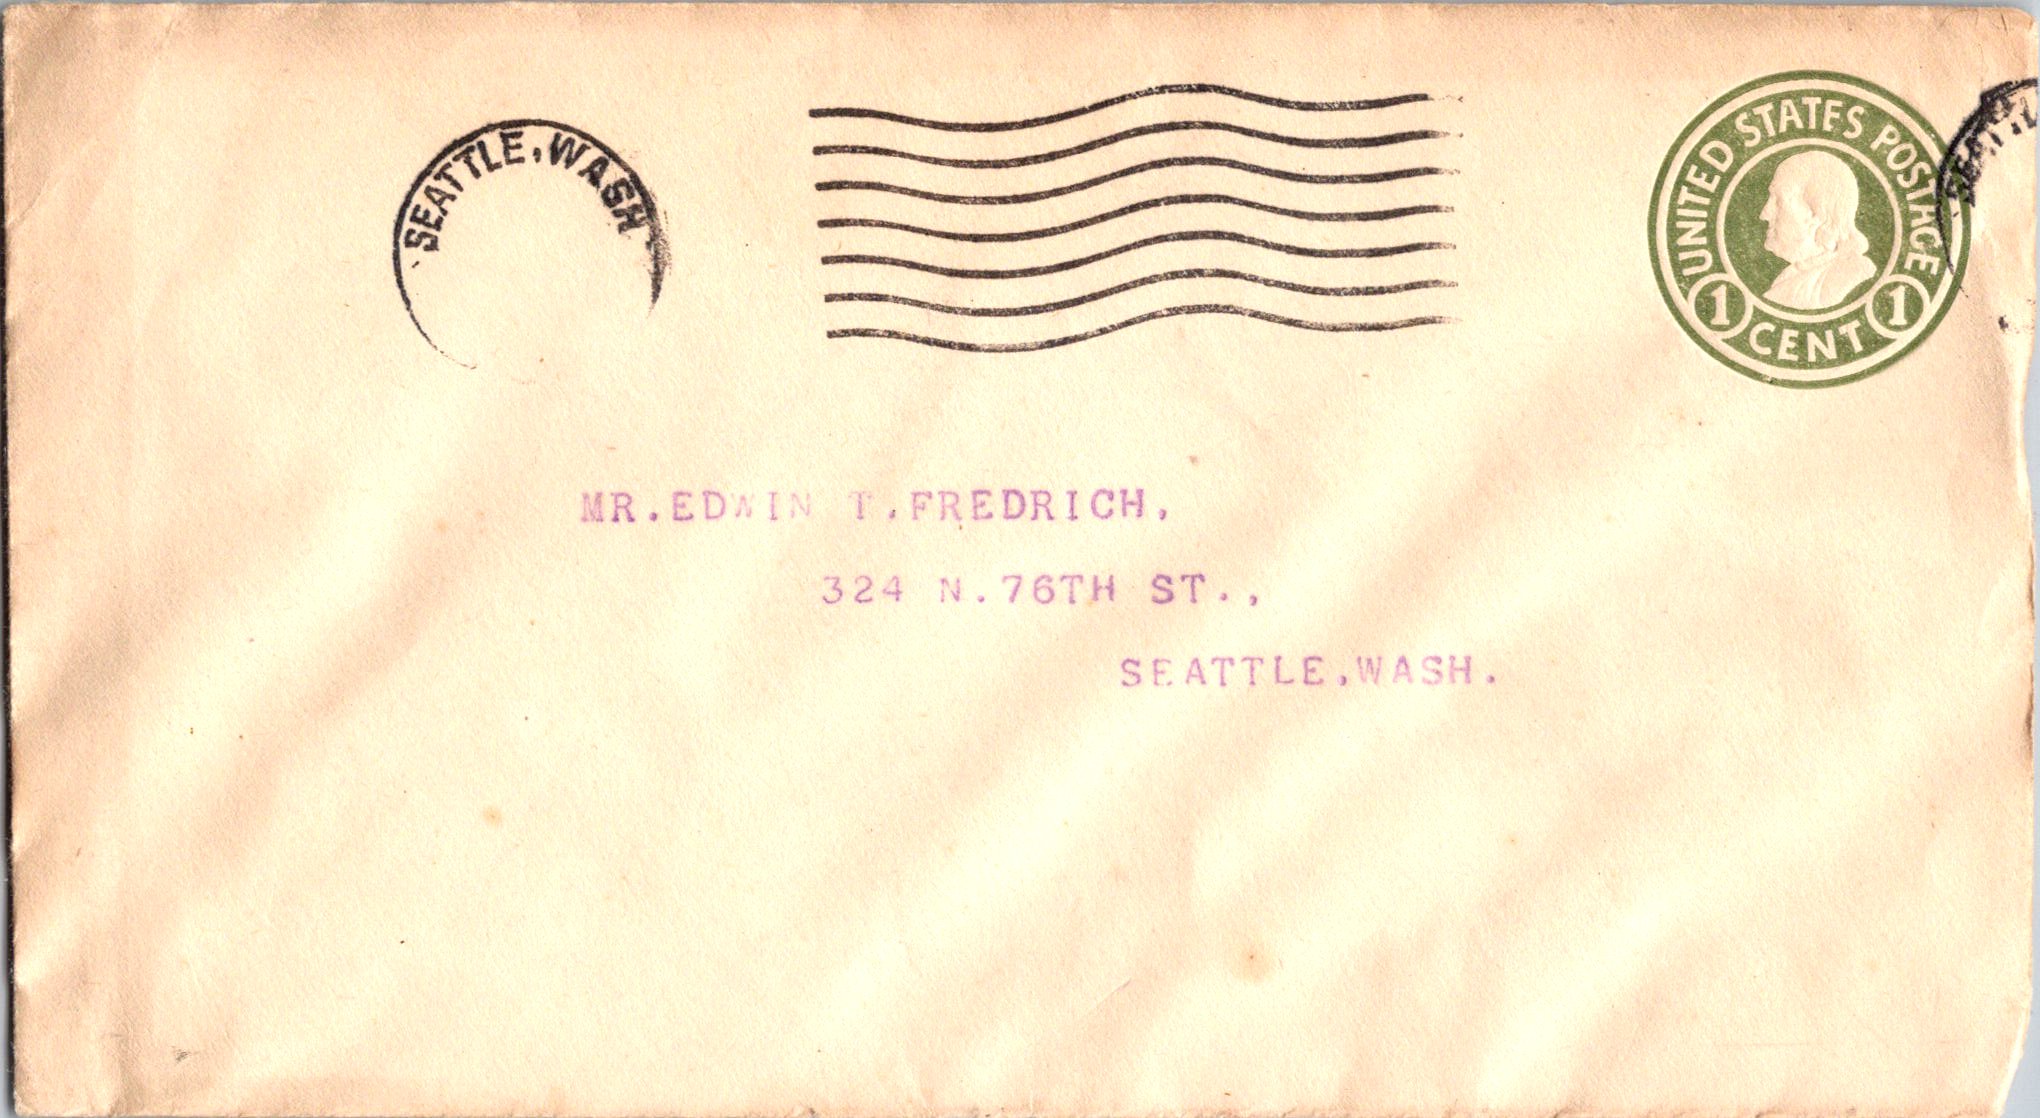 SEATTLE, WASH
UNITED STATES POSTAGE
1 CENT 1
MR.EDWIN T.FREDRICH,
324 N.76TH ST.,
SEATTLE,WASH.